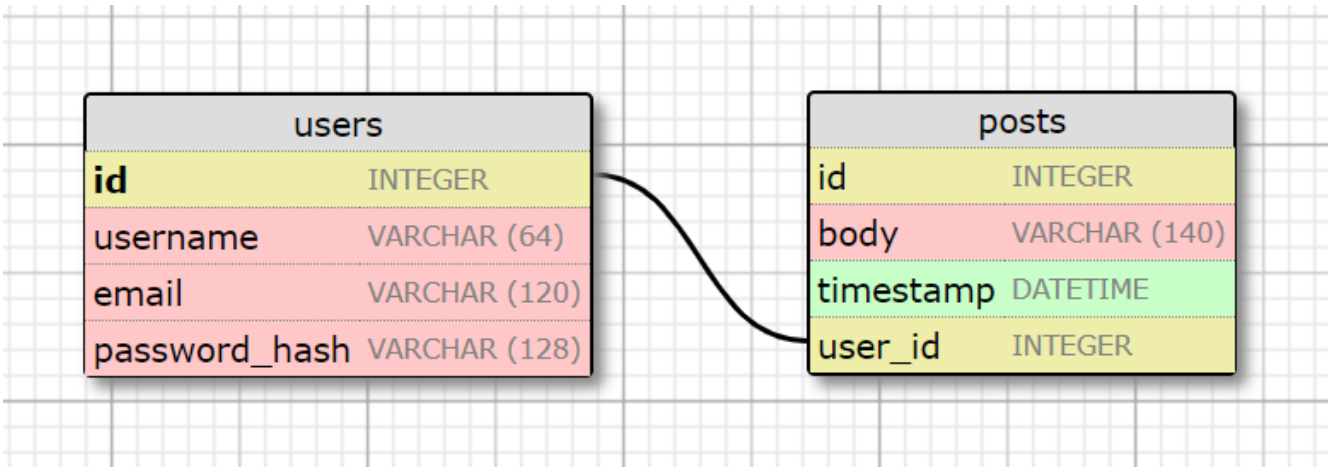 users
id INTEGER
username VARCHAR (64)
email VARCHAR (120)
password_hash VARCHAR (128)
posts
id INTEGER
body VARCHAR (140)
timestamp DATETIME
user_id INTEGER